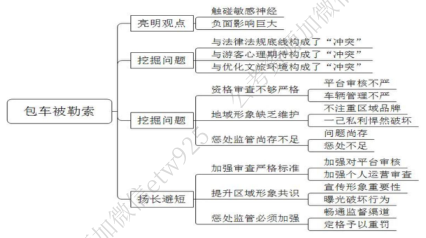 包车被勒索
亮明观点
触碰敏感神经
负面影响巨大
挖掘问题
与法律法规底线构成了“冲突”
与游客心理期待构成了“冲突”
与优化文旅环境构成了“冲突”
挖掘问题
资格审查不够严格
平台审核不严
车辆管理不严
地域形象缺乏维护
不注重区域品牌
一己私利悍然破坏
惩处监管尚存不足
问题尚存
惩处不足
扬长避短
加强审查严格标准
加强对平台审核
加强个人运营审查
提升区域形象共识
宣传形象重要性
曝光破坏行为
惩处监管必须加强
畅通监督渠道
定格予以重罚